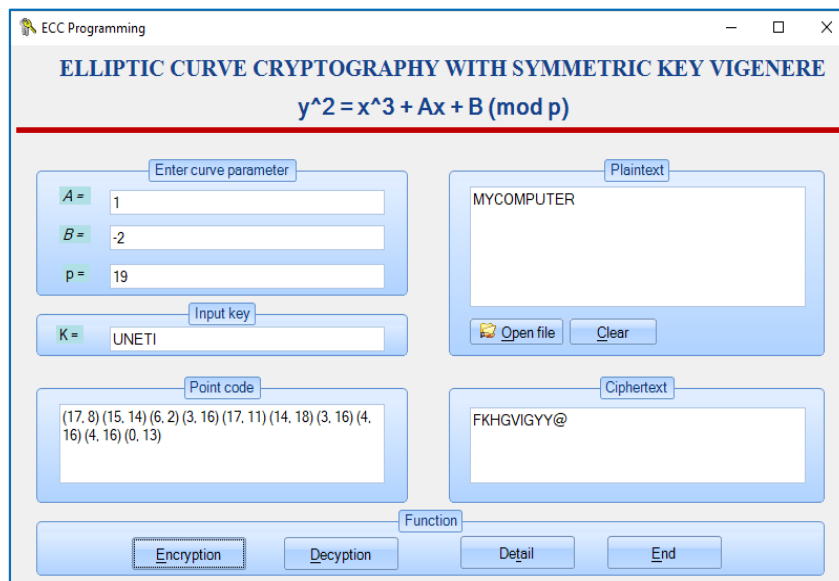 ECC Programming
ELLIPTIC CURVE CRYPTOGRAPHY WITH SYMMETRIC KEY VIGENERE
y^2 = x^3 + Ax + B (mod p)
Enter curve parameter
A = 1
B = -2
p = 19
Input key
K = UNETI
Plaintext
MYCOMPUTER
Open file Clear
Point code
(17, 8) (15, 14) (6, 2) (3, 16) (17, 11) (14, 18) (3, 16) (4,
16) (4, 16) (0, 13)
Ciphertext
FKHGVIGYY@
Function
Encryption Decyption Detail End